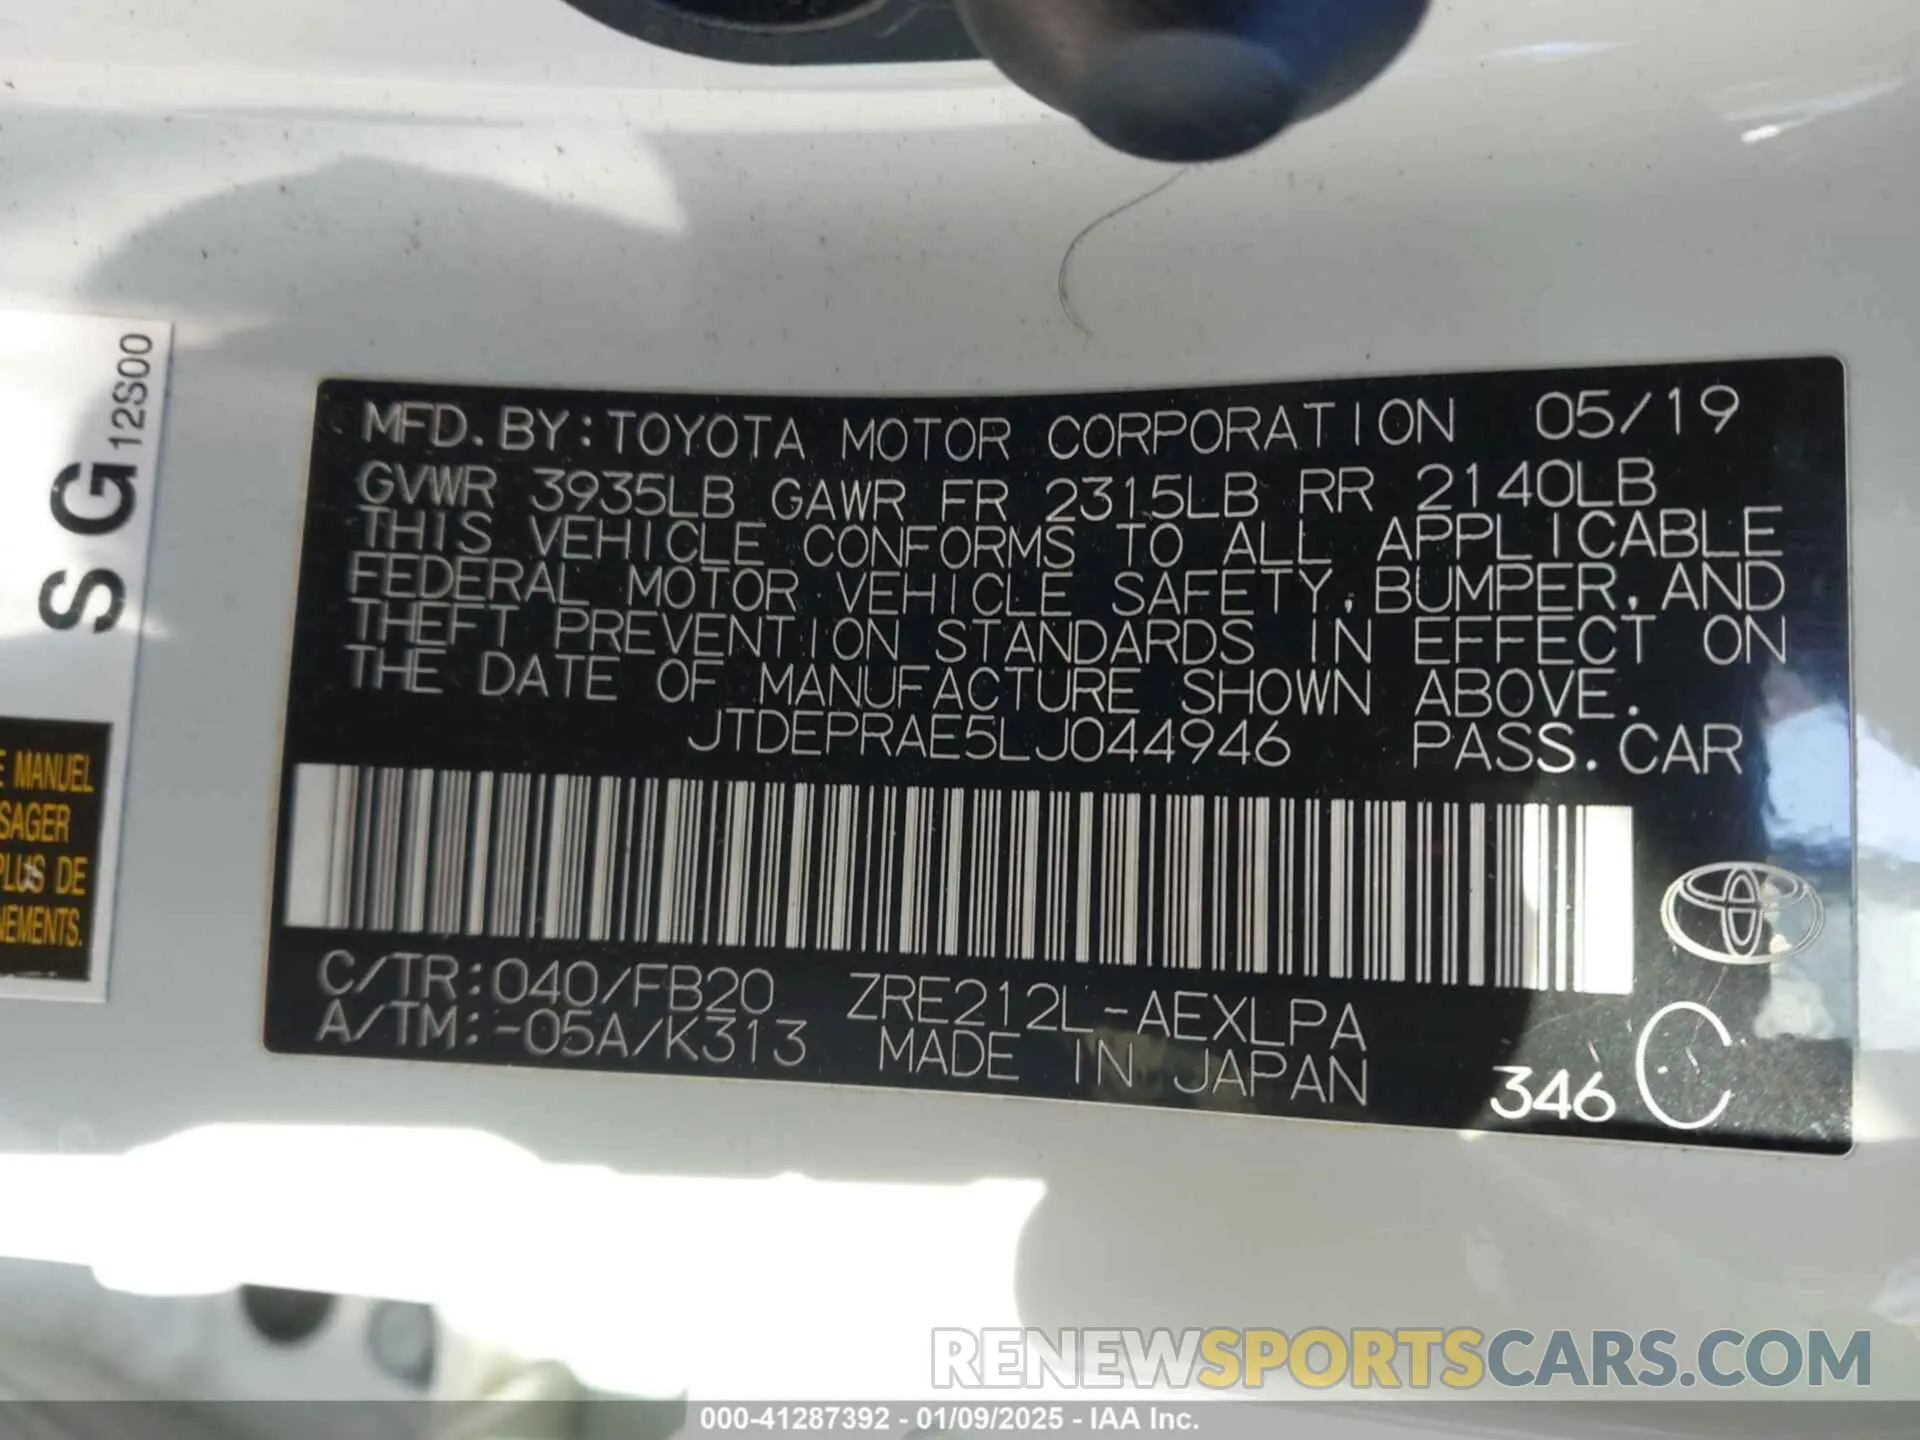 S G 12S00
MFD. BY: TOYOTA MOTOR CORPORATION 05/19
GVWR 3935LB GAWR FR 2315LB RR 2140LB
THIS VEHICLE CONFORMS TO ALL APPLICABLE
FEDERAL MOTOR VEHICLE SAFETY, BUMPER, AND
THEFT PREVENTION STANDARDS IN EFFECT ON
THE DATE OF MANUFACTURE SHOWN ABOVE.
JTDEPRAE5LJ044946 PASS. CAR
C/TR: 040/FB20 ZRE212L-AEXLPA
A/TM: -05A/K313 MADE IN JAPAN
346 C
E MANUEL
SAGER
PLUS DE
NEMENTS.
RENEWSPORTSCARS.COM
000-41287392 - 01/09/2025 - IAA Inc.